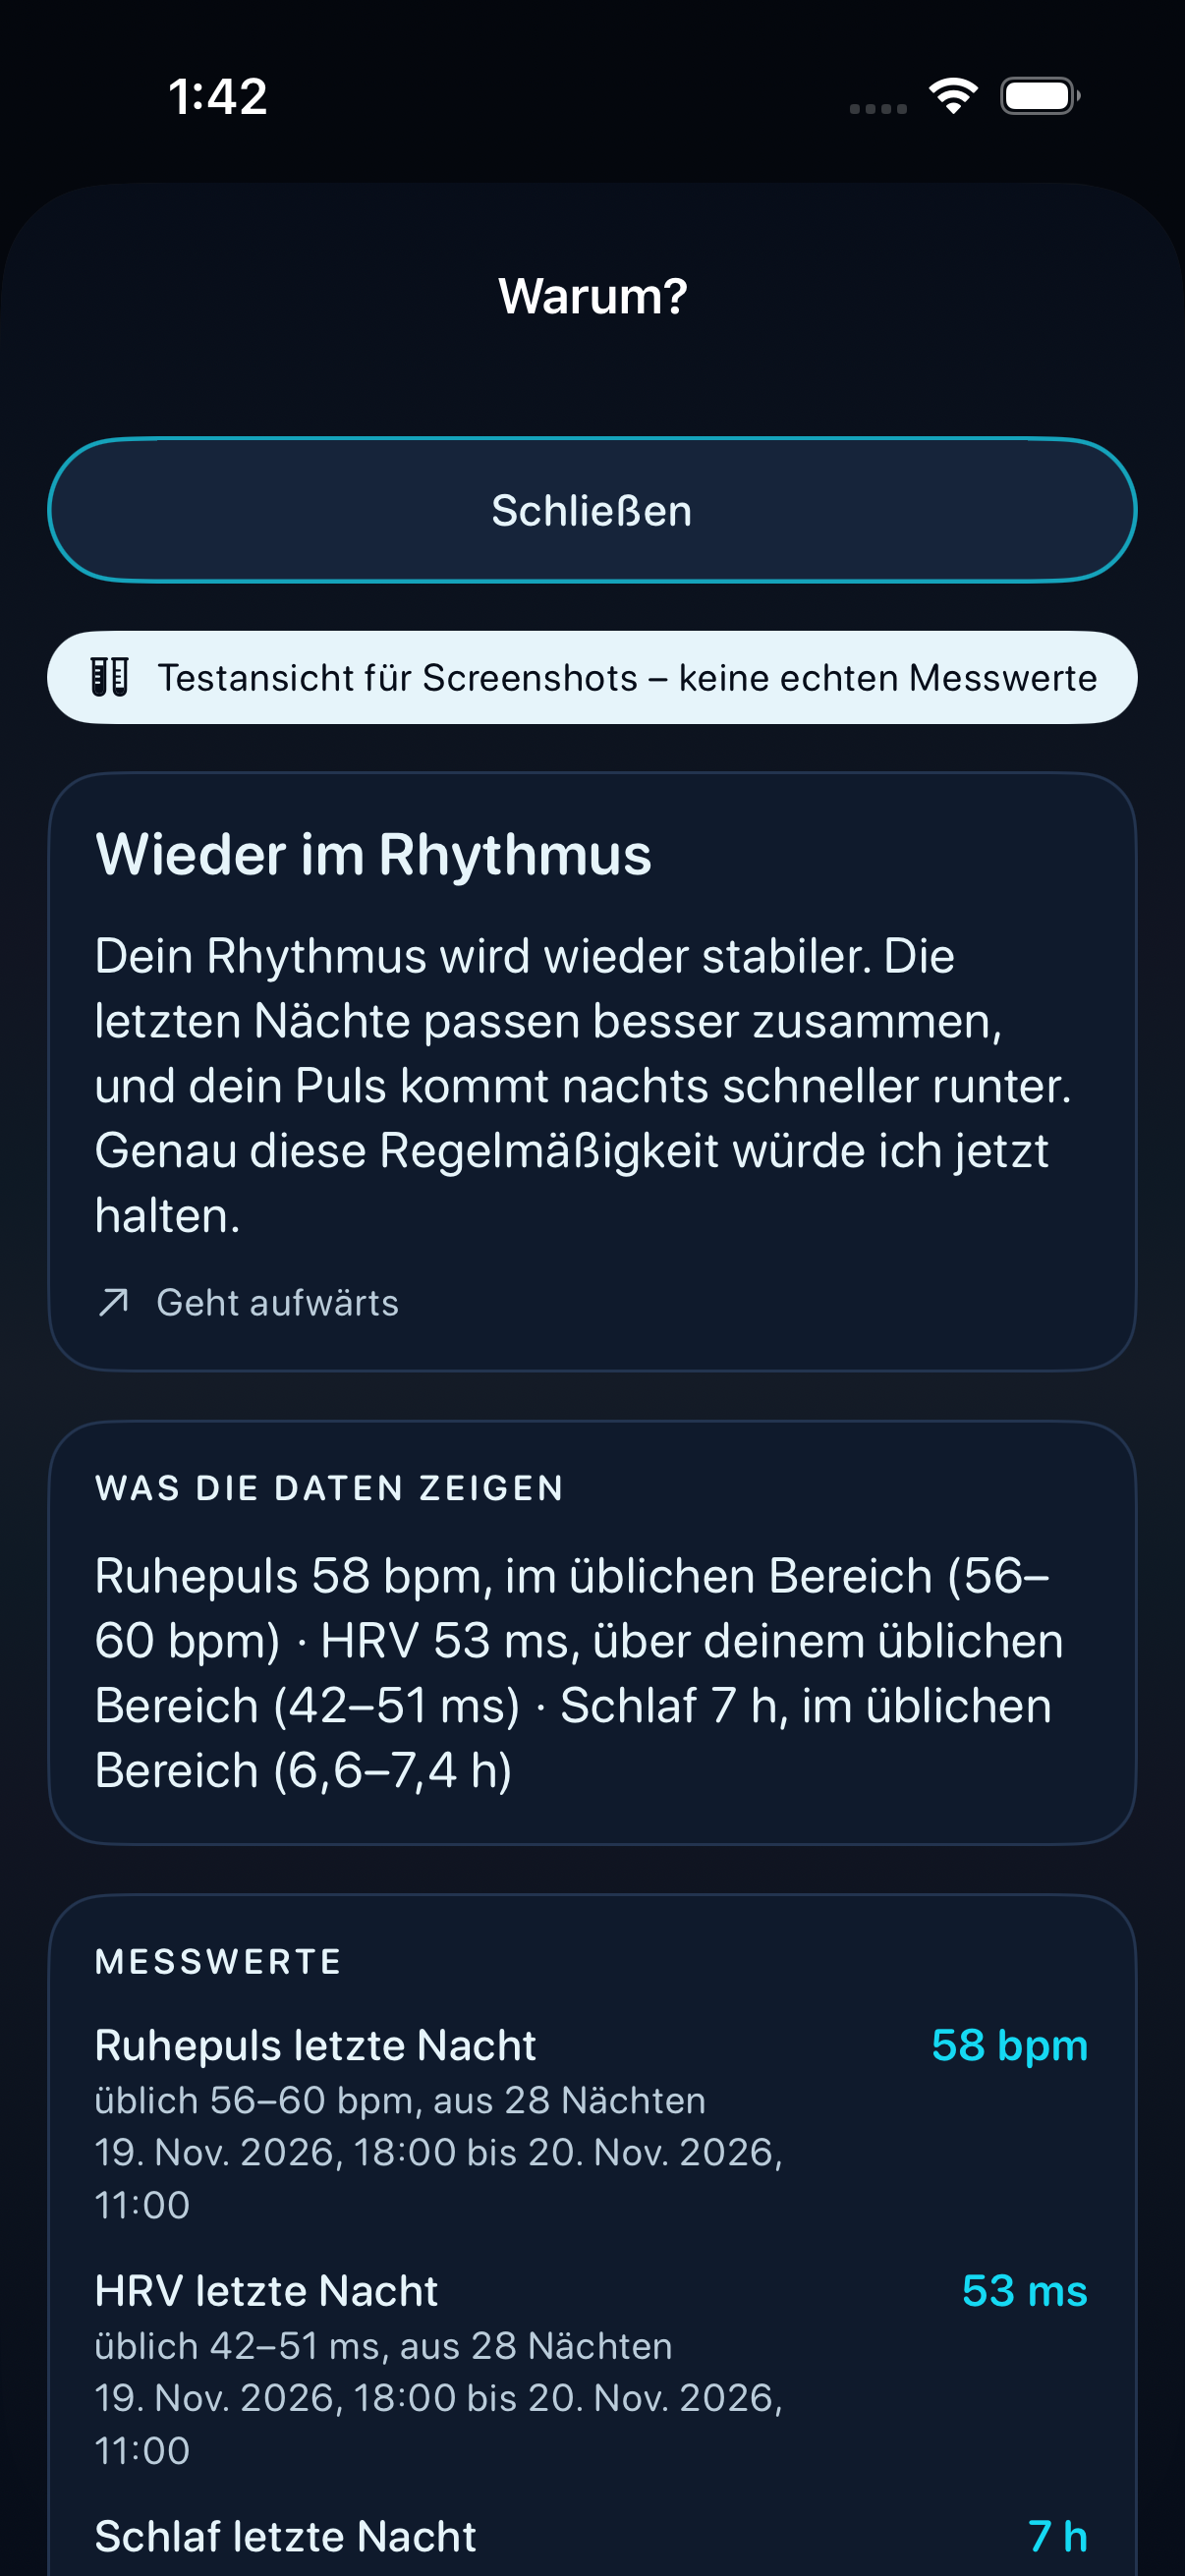 1:42
Warum?
Schließen
Testansicht für Screenshots – keine echten Messwerte
Wieder im Rhythmus
Dein Rhythmus wird wieder stabiler. Die
letzten Nächte passen besser zusammen,
und dein Puls kommt nachts schneller runter.
Genau diese Regelmäßigkeit würde ich jetzt
halten.
Geht aufwärts
WAS DIE DATEN ZEIGEN
Ruhepuls 58 bpm, im üblichen Bereich (56–
60 bpm) · HRV 53 ms, über deinem üblichen
Bereich (42–51 ms) · Schlaf 7 h, im üblichen
Bereich (6,6–7,4 h)
MESSWERTE
Ruhepuls letzte Nacht 58 bpm
üblich 56–60 bpm, aus 28 Nächten
19. Nov. 2026, 18:00 bis 20. Nov. 2026,
11:00
HRV letzte Nacht 53 ms
üblich 42–51 ms, aus 28 Nächten
19. Nov. 2026, 18:00 bis 20. Nov. 2026,
11:00
Schlaf letzte Nacht 7 h